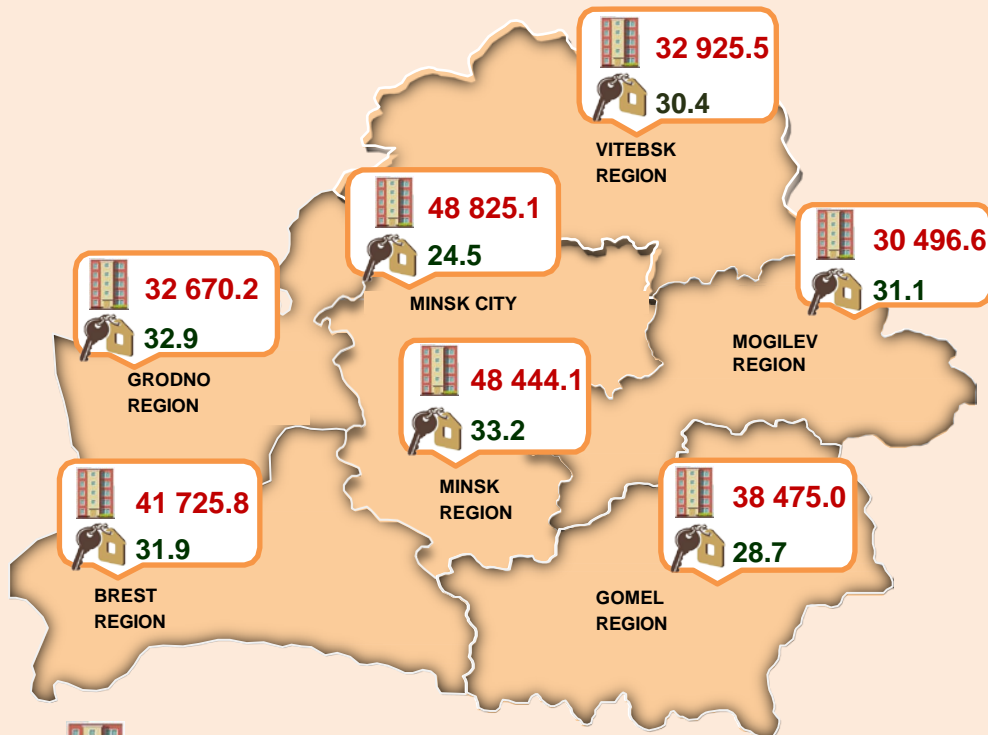 32 925.5
30.4
VITEBSK
REGION
48 825.1
24.5
MINSK CITY
30 496.6
31.1
MOGILEV
REGION
32 670.2
32.9
GRODNO
REGION
48 444.1
33.2
MINSK
REGION
41 725.8
31.9
BREST
REGION
38 475.0
28.7
GOMEL
REGION